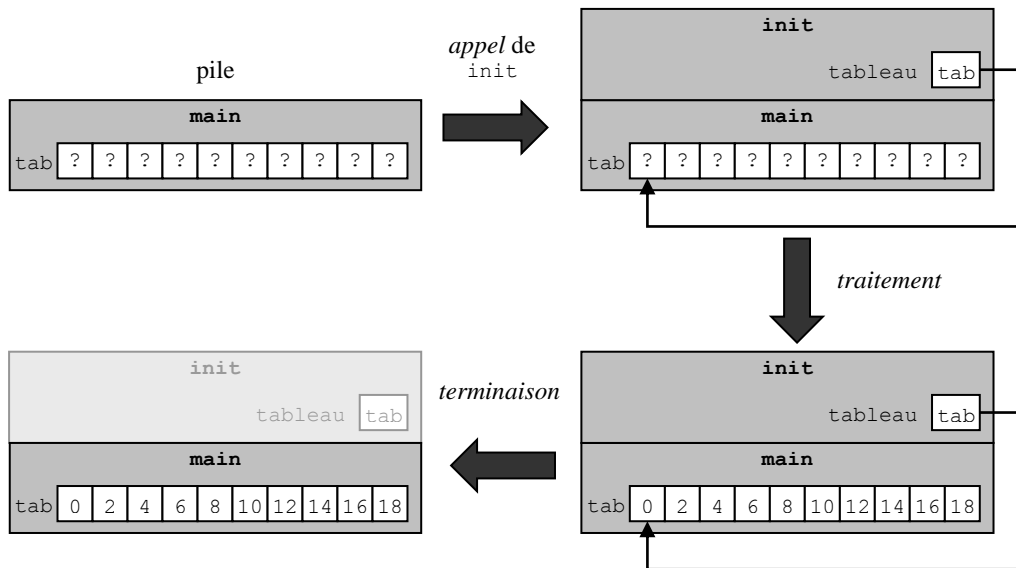 pile
main
tab ? ? ? ? ? ? ? ? ? ?
appel de
init
init
tableau tab
main
tab ? ? ? ? ? ? ? ? ? ?
traitement
init
tableau tab
main
tab 0 2 4 6 8 10 12 14 16 18
terminaison
init
tableau tab
main
tab 0 2 4 6 8 10 12 14 16 18